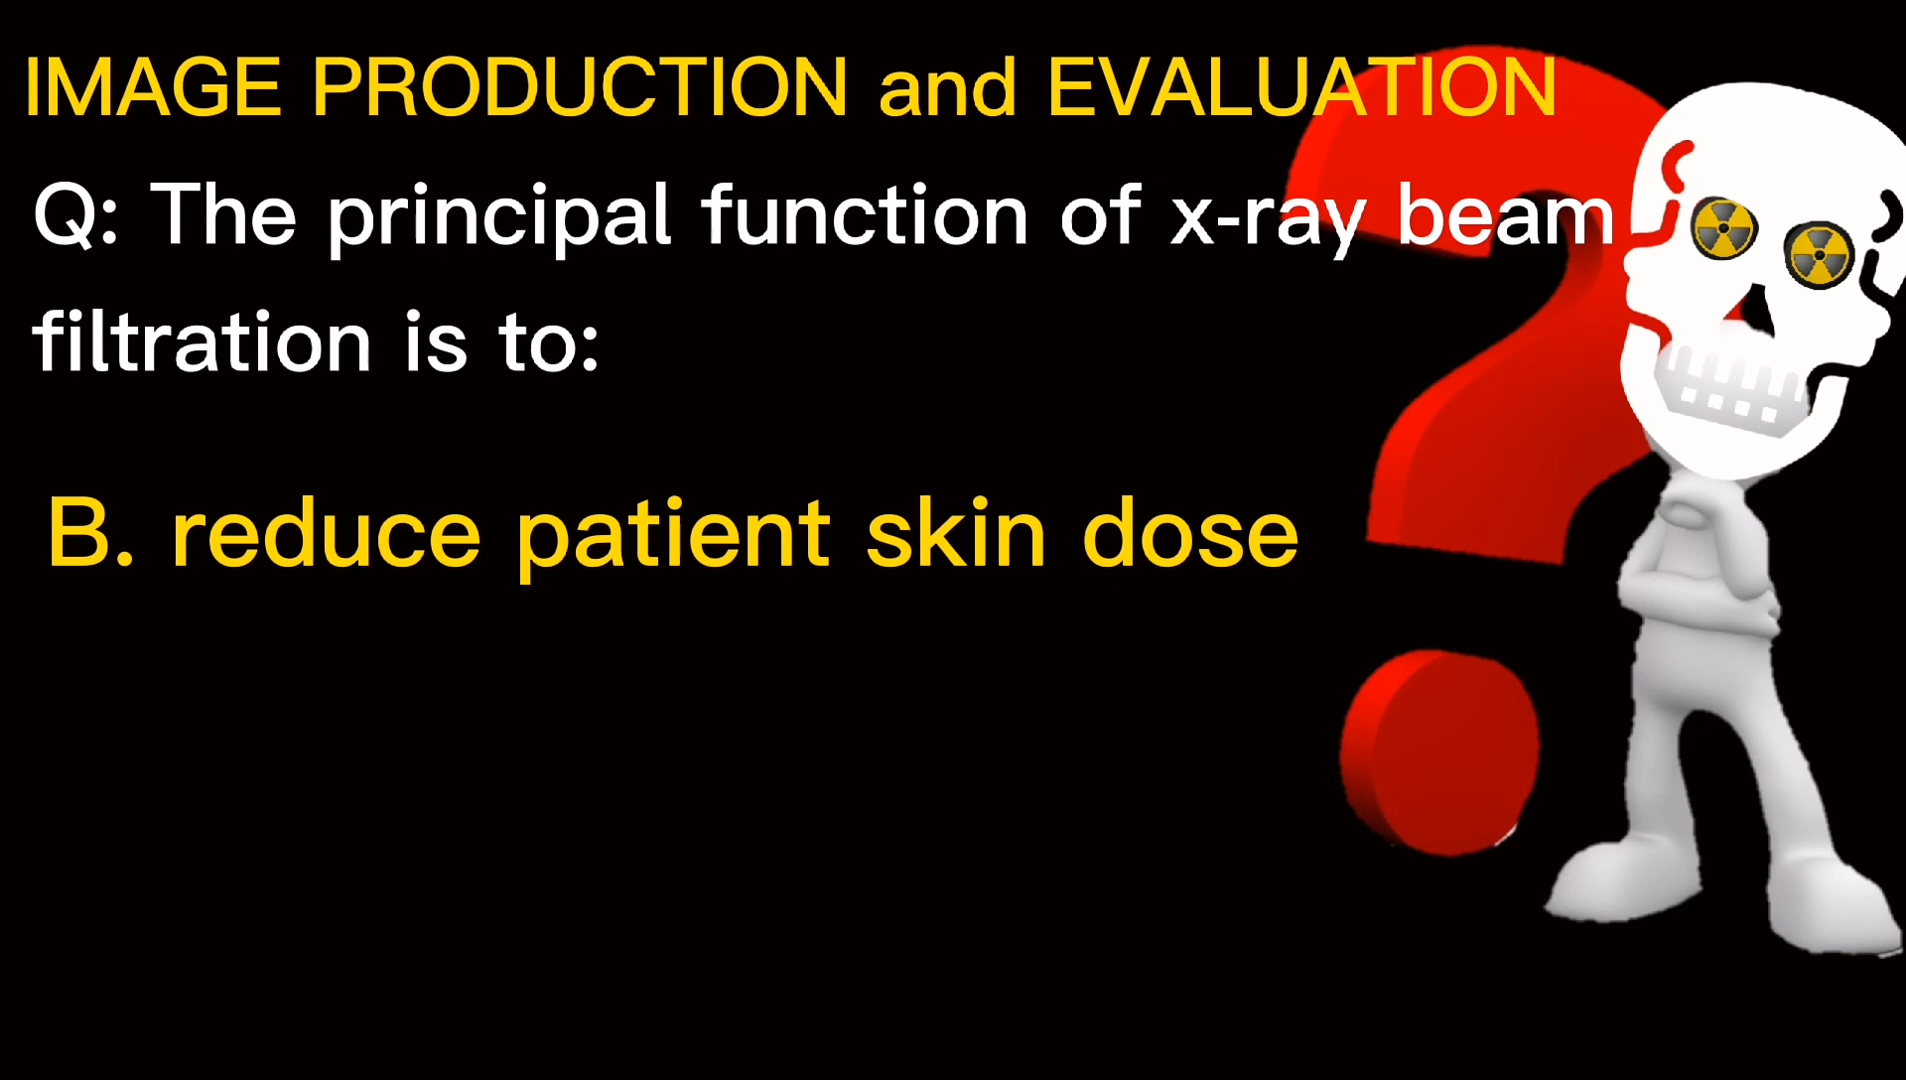 IMAGE PRODUCTION and EVALUATION
Q: The principal function of x-ray beam
filtration is to:
B. reduce patient skin dose